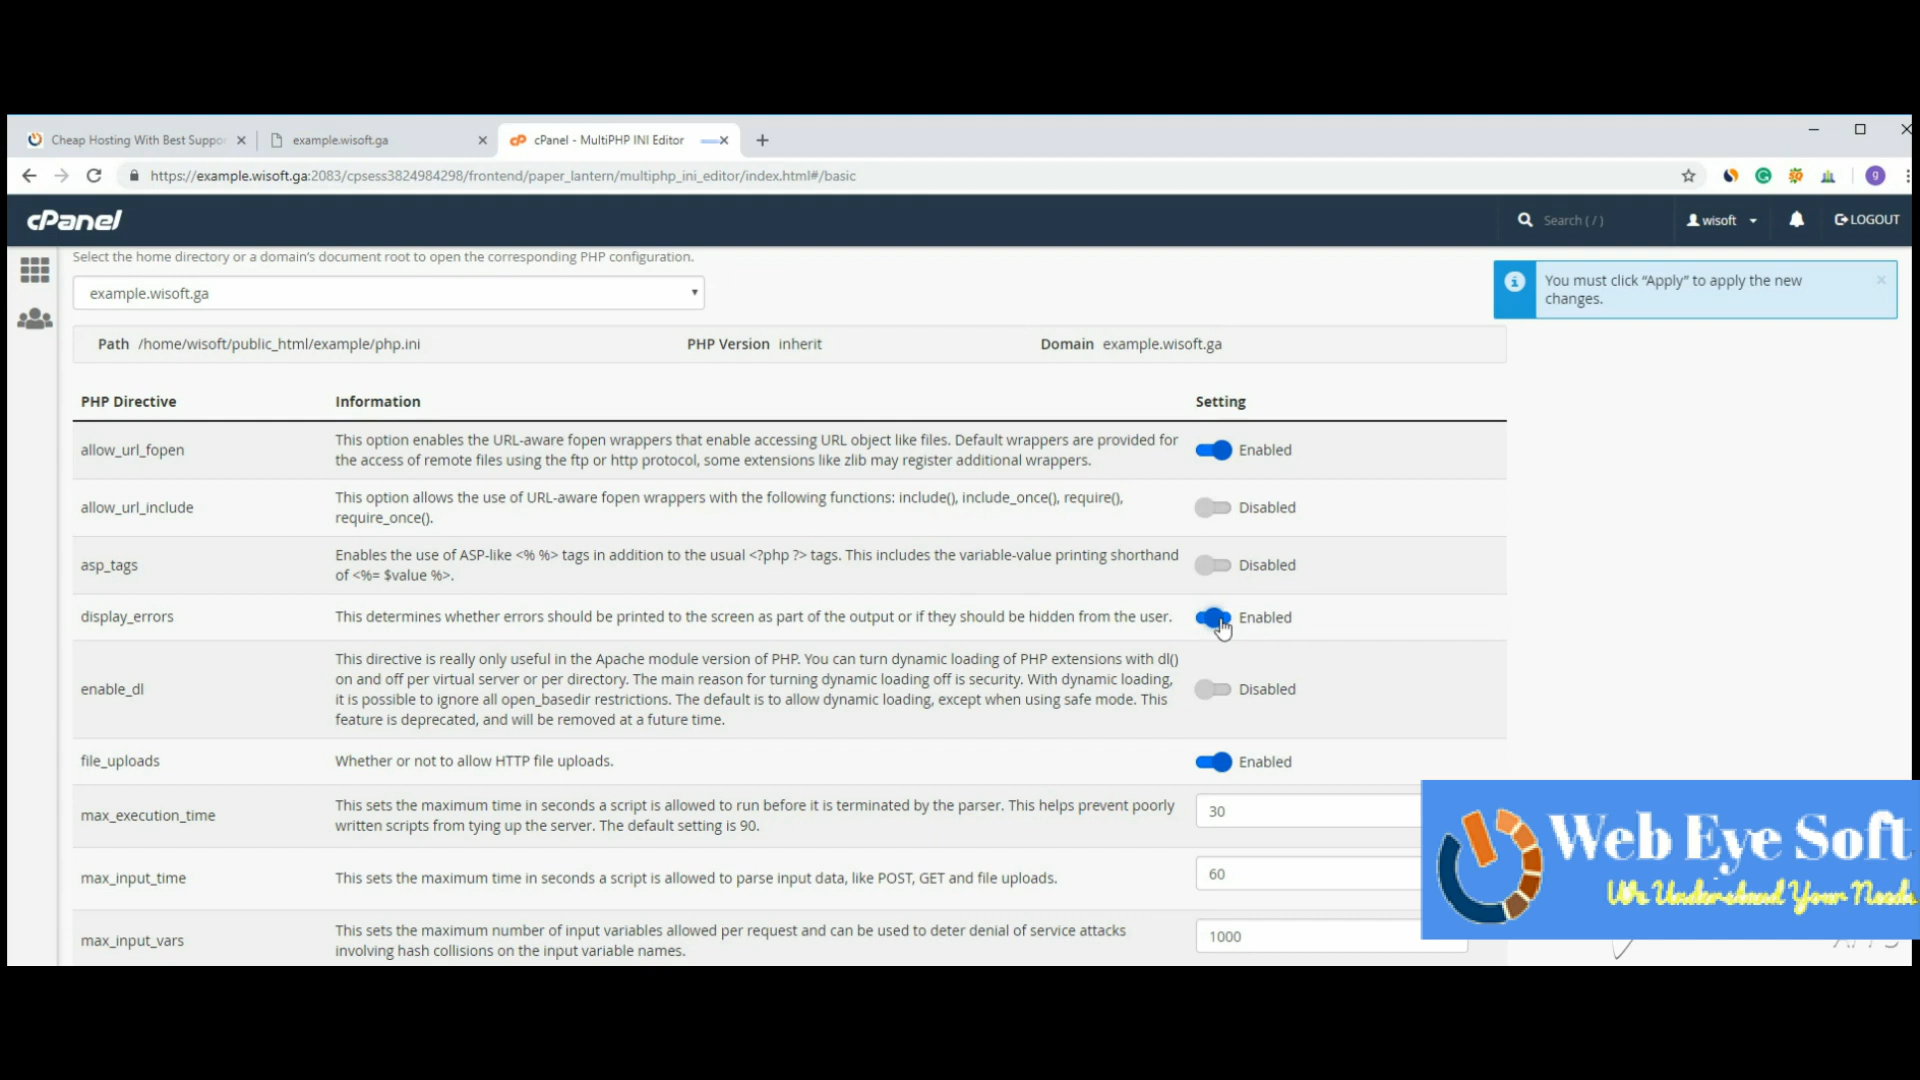 Cheap Hosting With Best Suppor
example.wisoft.ga
cPanel - MultiPHP INI Editor
https://example.wisoft.ga:2083/cpsess3824984298/frontend/paper_lantern/multiphp_ini_editor/index.html#/basic
g
cPanel
Search ( / )
wisoft
LOGOUT
Select the home directory or a domain's document root to open the corresponding PHP configuration.
example.wisoft.ga
You must click “Apply” to apply the new
changes.
Path /home/wisoft/public_html/example/php.ini
PHP Version inherit
Domain example.wisoft.ga
PHP Directive
Information
Setting
allow_url_fopen
This option enables the URL-aware fopen wrappers that enable accessing URL object like files. Default wrappers are provided for
the access of remote files using the ftp or http protocol, some extensions like zlib may register additional wrappers.
Enabled
allow_url_include
This option allows the use of URL-aware fopen wrappers with the following functions: include(), include_once(), require(),
require_once().
Disabled
asp_tags
Enables the use of ASP-like <% %> tags in addition to the usual <?php ?> tags. This includes the variable-value printing shorthand
of <%= $value %>.
Disabled
display_errors
This determines whether errors should be printed to the screen as part of the output or if they should be hidden from the user.
Enabled
enable_dl
This directive is really only useful in the Apache module version of PHP. You can turn dynamic loading of PHP extensions with dl()
on and off per virtual server or per directory. The main reason for turning dynamic loading off is security. With dynamic loading,
it is possible to ignore all open_basedir restrictions. The default is to allow dynamic loading, except when using safe mode. This
feature is deprecated, and will be removed at a future time.
Disabled
file_uploads
Whether or not to allow HTTP file uploads.
Enabled
max_execution_time
This sets the maximum time in seconds a script is allowed to run before it is terminated by the parser. This helps prevent poorly
written scripts from tying up the server. The default setting is 90.
30
max_input_time
This sets the maximum time in seconds a script is allowed to parse input data, like POST, GET and file uploads.
60
max_input_vars
This sets the maximum number of input variables allowed per request and can be used to deter denial of service attacks
involving hash collisions on the input variable names.
1000
Web Eye Soft
We Understand Your Needs